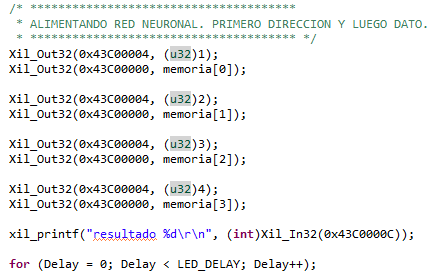 /* **************************************
* ALIMENTANDO RED NEURONAL. PRIMERO DIRECCION Y LUEGO DATO.
* ************************************** */
Xil_Out32(0x43C00004, (u32)1);
Xil_Out32(0x43C00000, memoria[0]);
Xil_Out32(0x43C00004, (u32)2);
Xil_Out32(0x43C00000, memoria[1]);
Xil_Out32(0x43C00004, (u32)3);
Xil_Out32(0x43C00000, memoria[2]);
Xil_Out32(0x43C00004, (u32)4);
Xil_Out32(0x43C00000, memoria[3]);
xil_printf("resultado %d\r\n", (int)Xil_In32(0x43C0000C));
for (Delay = 0; Delay < LED_DELAY; Delay++);